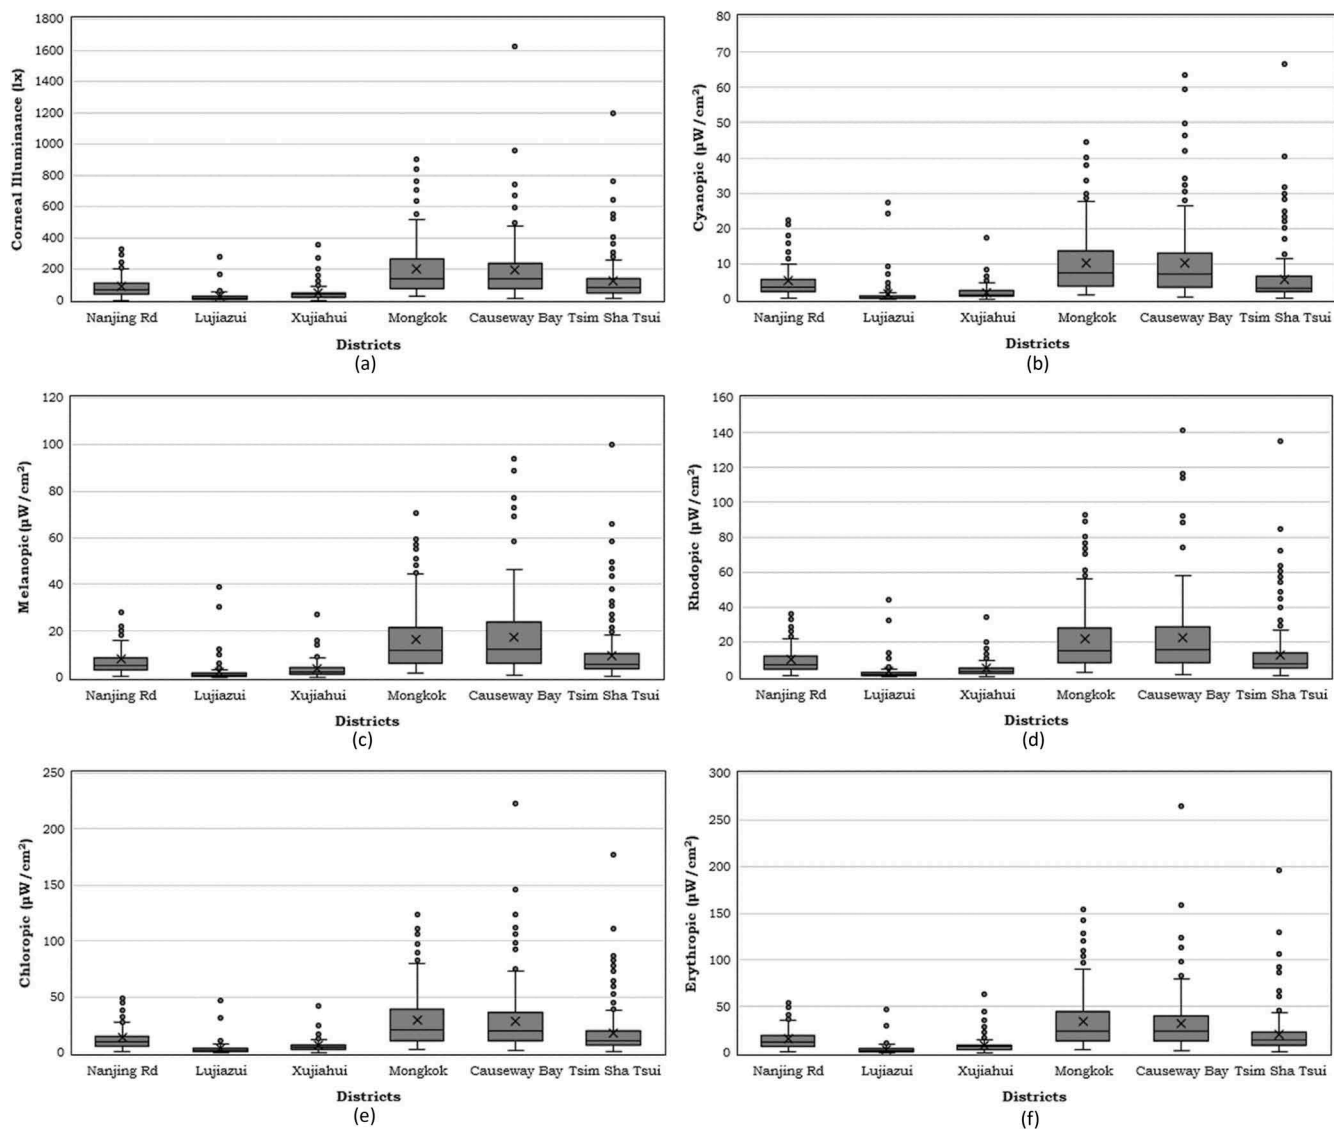 1800
1600
1400
1200
1000
800
600
400
200
0
Corneal Illuminance (lx)
Nanjing Rd Lujiazui Xujiahui Mongkok Causeway Bay Tsim Sha Tsui
Districts
(a)
80
70
60
50
40
30
20
10
0
Cyanopic (μW/cm²)
Nanjing Rd Lujiazui Xujiahui Mongkok Causeway Bay Tsim Sha Tsui
Districts
(b)
120
100
80
60
40
20
0
Melanopic (μW/cm²)
Nanjing Rd Lujiazui Xujiahui Mongkok Causeway Bay Tsim Sha Tsui
Districts
(c)
160
140
120
100
80
60
40
20
0
Rhodopic (μW/cm²)
Nanjing Rd Lujiazui Xujiahui Mongkok Causeway Bay Tsim Sha Tsui
Districts
(d)
250
200
150
100
50
0
Chloropic (μW/cm²)
Nanjing Rd Lujiazui Xujiahui Mongkok Causeway Bay Tsim Sha Tsui
Districts
(e)
300
250
200
150
100
50
0
Erythropic (μW/cm²)
Nanjing Rd Lujiazui Xujiahui Mongkok Causeway Bay Tsim Sha Tsui
Districts
(f)